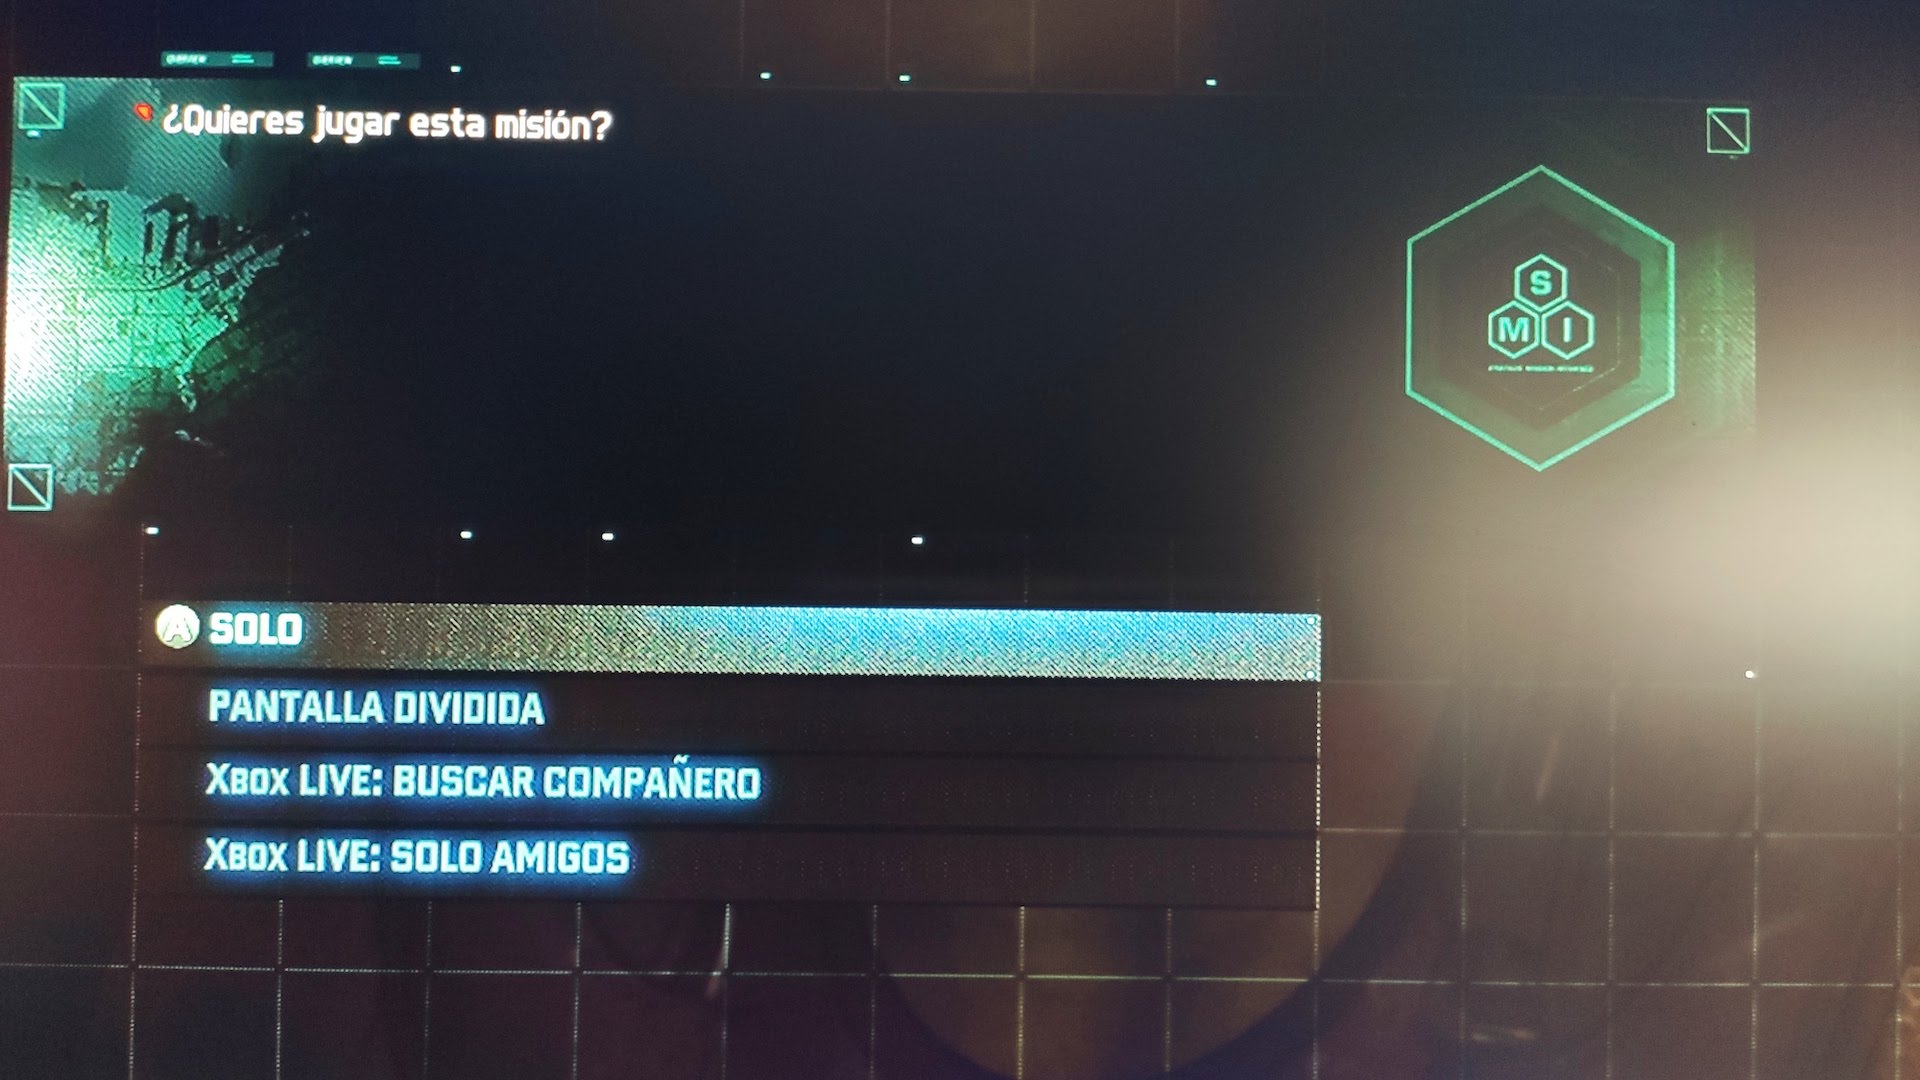 ¿Quieres jugar esta misión?
S
M I
A SOLO
PANTALLA DIVIDIDA
Xbox LIVE: BUSCAR COMPAÑERO
Xbox LIVE: SOLO AMIGOS